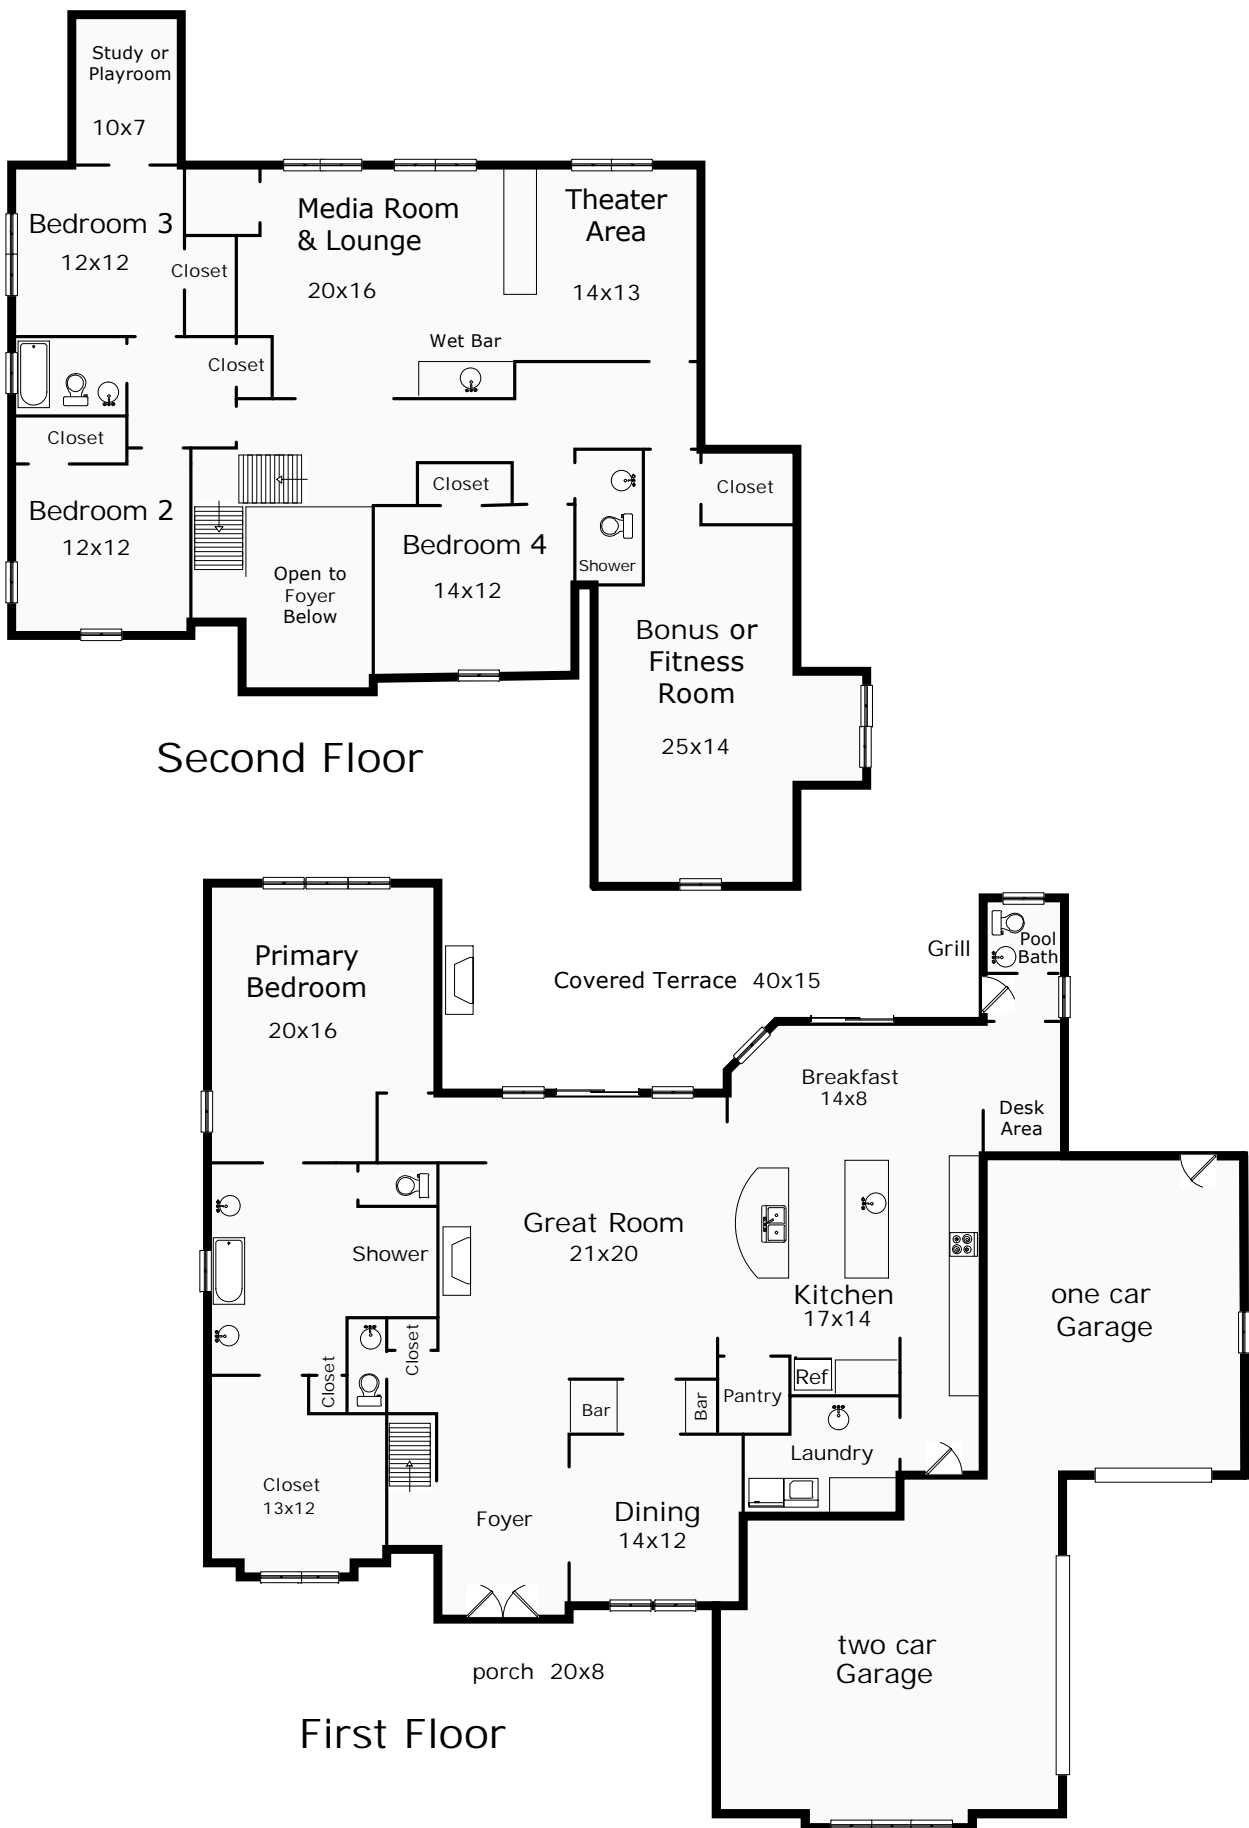 Study or
Playroom
10x7
Bedroom 3
12x12
Closet
Media Room
& Lounge
20x16
Theater
Area
14x13
Wet Bar
Closet
Closet
Bedroom 2
12x12
Closet
Bedroom 4
14x12
Open to
Foyer
Below
Shower
Closet
Bonus or
Fitness
Room
25x14
Second Floor
Primary
Bedroom
20x16
Covered Terrace 40x15
Grill
Pool
Bath
Breakfast
14x8
Desk
Area
Great Room
21x20
Shower
Kitchen
17x14
one car
Garage
Closet
Closet
Ref
Pantry
Bar
Bar
Laundry
Closet
13x12
Foyer
Dining
14x12
two car
Garage
porch 20x8
First Floor